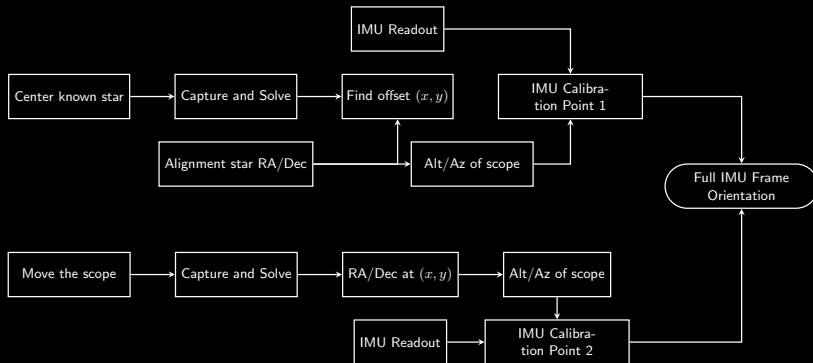 IMU Readout
Center known star
Capture and Solve
Find offset (x, y)
IMU Calibra-
tion Point 1
Alignment star RA/Dec
Alt/Az of scope
Full IMU Frame
Orientation
Move the scope
Capture and Solve
RA/Dec at (x, y)
Alt/Az of scope
IMU Readout
IMU Calibra-
tion Point 2